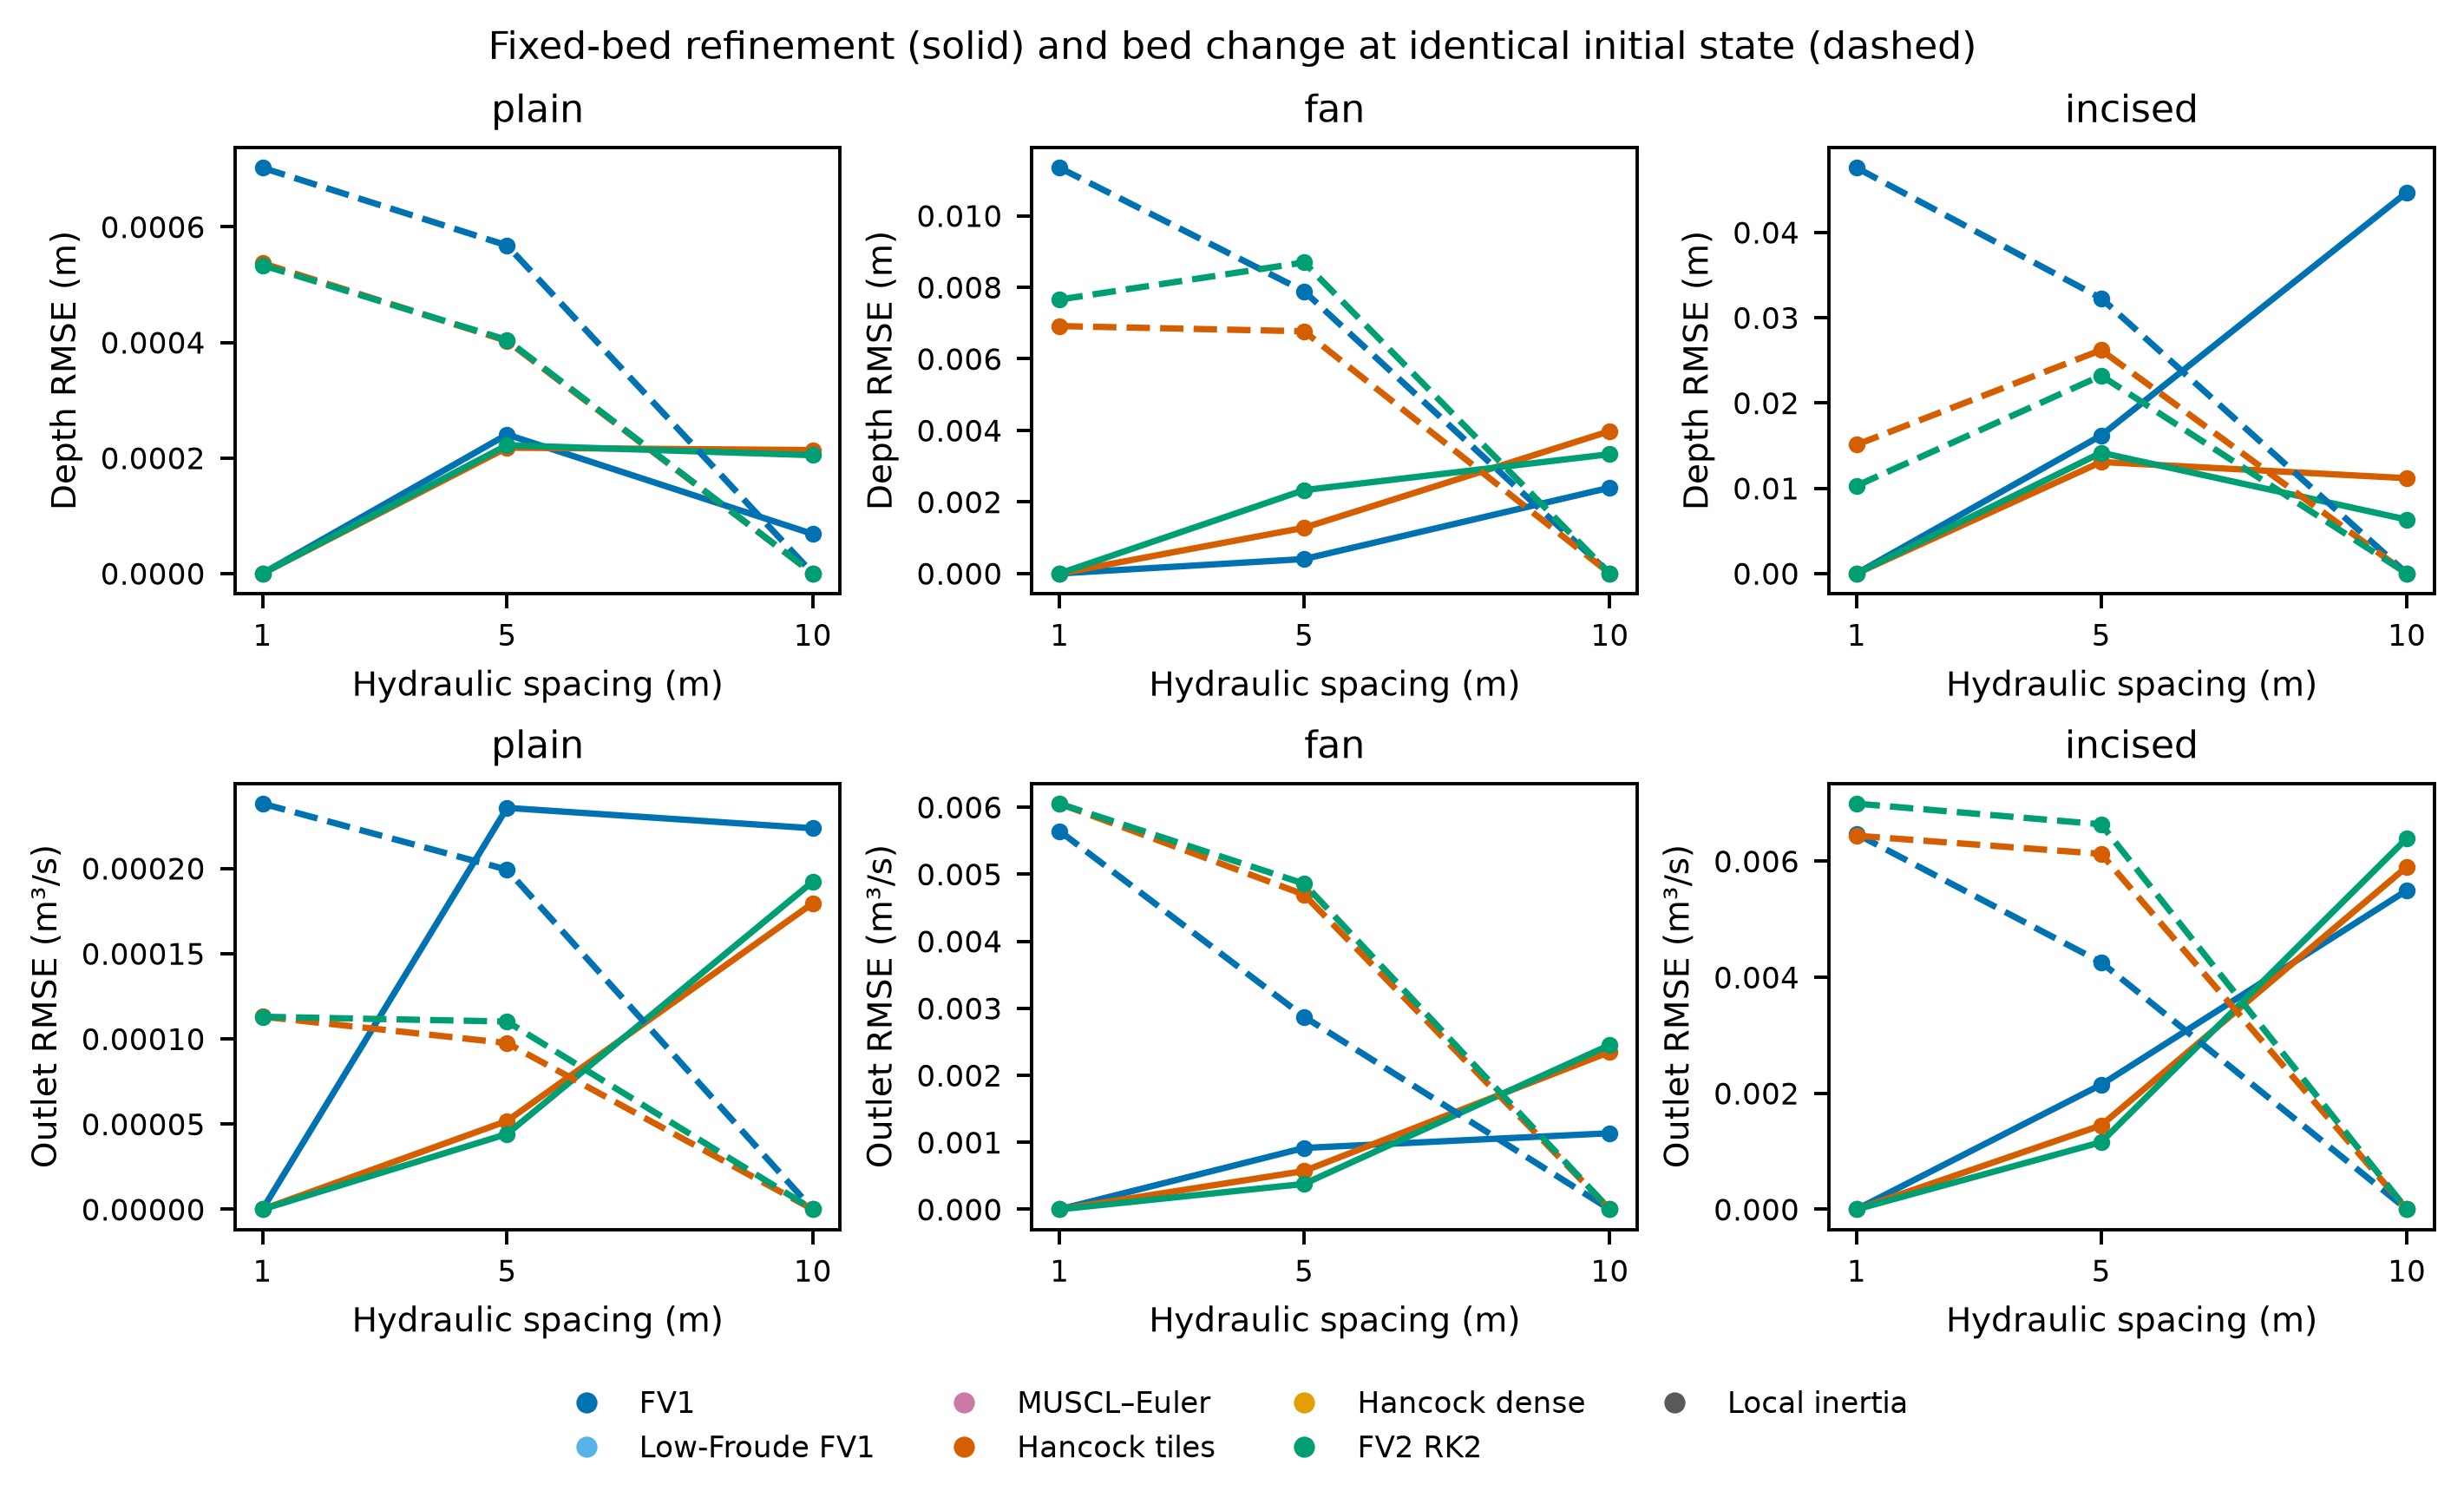 Fixed-bed refinement (solid) and bed change at identical initial state (dashed)
plain
fan
incised
Depth RMSE (m)
0.0006
0.0004
0.0002
0.0000
1
5
10
Hydraulic spacing (m)
Depth RMSE (m)
0.010
0.008
0.006
0.004
0.002
0.000
1
5
10
Hydraulic spacing (m)
Depth RMSE (m)
0.04
0.03
0.02
0.01
0.00
1
5
10
Hydraulic spacing (m)
plain
fan
incised
Outlet RMSE (m³/s)
0.00020
0.00015
0.00010
0.00005
0.00000
1
5
10
Hydraulic spacing (m)
Outlet RMSE (m³/s)
0.006
0.005
0.004
0.003
0.002
0.001
0.000
1
5
10
Hydraulic spacing (m)
Outlet RMSE (m³/s)
0.006
0.004
0.002
0.000
1
5
10
Hydraulic spacing (m)
FV1
Low-Froude FV1
MUSCL–Euler
Hancock tiles
Hancock dense
FV2 RK2
Local inertia